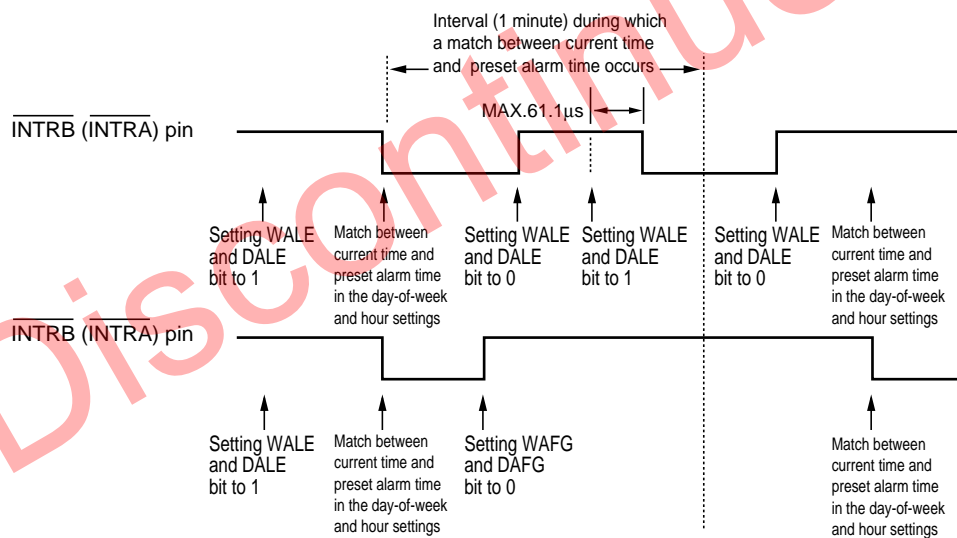 Interval (1 minute) during which
a match between current time
and preset alarm time occurs
MAX.61.1μs
INTRB (INTRA) pin
Setting WALE
and DALE
bit to 1
Match between
current time and
preset alarm time
in the day-of-week
and hour settings
Setting WALE
and DALE
bit to 0
Setting WALE
and DALE
bit to 1
Setting WALE
and DALE
bit to 0
Match between
current time and
preset alarm time
in the day-of-week
and hour settings
INTRB (INTRA) pin
Setting WALE
and DALE
bit to 1
Match between
current time and
preset alarm time
in the day-of-week
and hour settings
Setting WAFG
and DAFG
bit to 0
Match between
current time and
preset alarm time
in the day-of-week
and hour settings
Discontinue